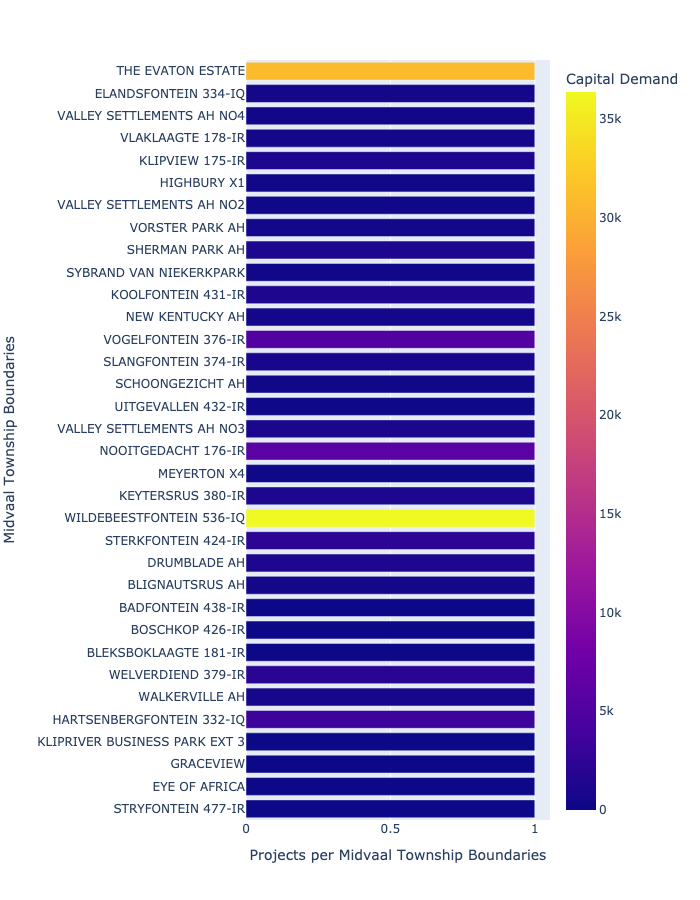 Capital Demand
THE EVATON ESTATE
ELANDSFONTEIN 334-IQ
VALLEY SETTLEMENTS AH NO4
VLAKLAAGTE 178-IR
KLIPVIEW 175-IR
HIGHBURY X1
VALLEY SETTLEMENTS AH NO2
VORSTER PARK AH
SHERMAN PARK AH
SYBRAND VAN NIEKERKPARK
KOOLFONTEIN 431-IR
NEW KENTUCKY AH
VOGELFONTEIN 376-IR
SLANGFONTEIN 374-IR
SCHOONGEZICHT AH
UITGEVALLEN 432-IR
VALLEY SETTLEMENTS AH NO3
NOOITGEDACHT 176-IR
MEYERTON X4
KEYTERSRUS 380-IR
WILDEBEESTFONTEIN 536-IQ
STERKFONTEIN 424-IR
DRUMBLADE AH
BLIGNAUTSRUS AH
BADFONTEIN 438-IR
BOSCHKOP 426-IR
BLEKSBOKLAAGTE 181-IR
WELVERDIEND 379-IR
WALKERVILLE AH
HARTSENBERGFONTEIN 332-IQ
KLIPRIVER BUSINESS PARK EXT 3
GRACEVIEW
EYE OF AFRICA
STRYFONTEIN 477-IR
Midvaal Township Boundaries
0 0.5 1
Projects per Midvaal Township Boundaries
35k
30k
25k
20k
15k
10k
5k
0